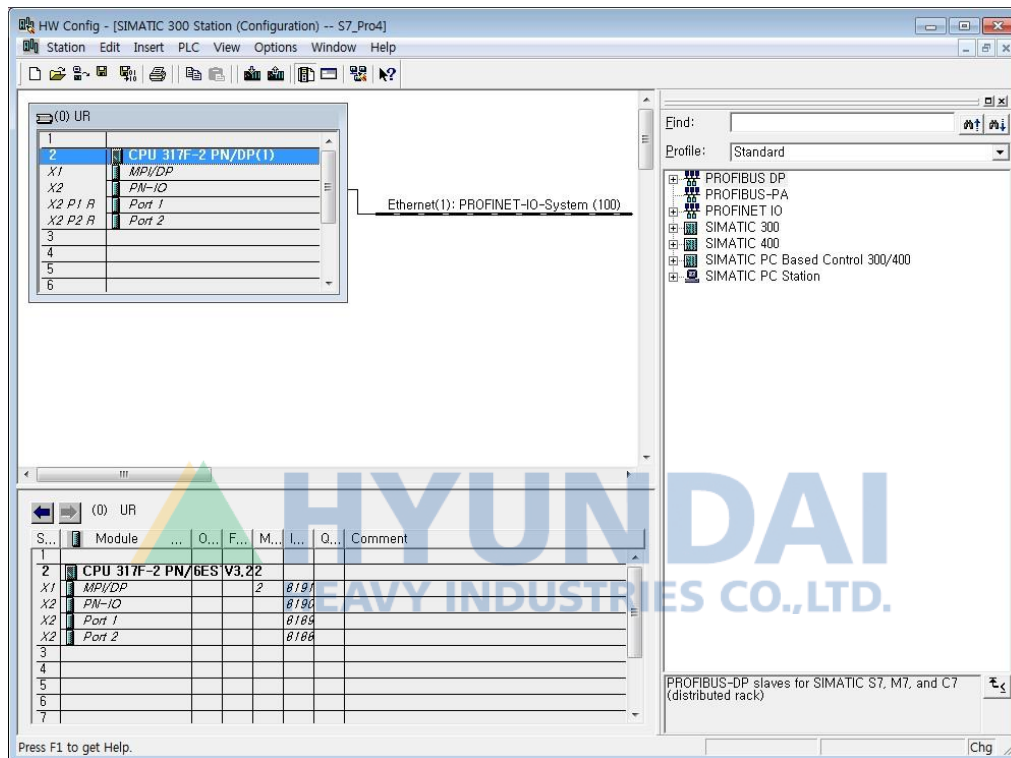 HW Config - [SIMATIC 300 Station (Configuration) -- S7_Pro4]
Station Edit Insert PLC View Options Window Help
(0) UR
1
2 CPU 317F-2 PN/DP(1)
X1 MPI/DP
X2 PN-IO
X2 P1 R Port 1
X2 P2 R Port 2
3
4
5
6
Ethernet(1): PROFINET-IO-System (100)
Find:
Profile: Standard
PROFIBUS DP
PROFIBUS-PA
PROFINET IO
SIMATIC 300
SIMATIC 400
SIMATIC PC Based Control 300/400
SIMATIC PC Station
(0) UR
S... Module ... O... F... M... I... Q... Comment
1
2 CPU 317F-2 PN/ 6ES V3,2 2
X1 MPI/DP 2 8191
X2 PN-IO 8190
X2 Port 1 8189
X2 Port 2 8188
3
4
5
6
7
HYUNDAI
HEAVY INDUSTRIES CO.,LTD.
PROFIBUS-DP slaves for SIMATIC S7, M7, and C7
(distributed rack)
Press F1 to get Help.
Chg